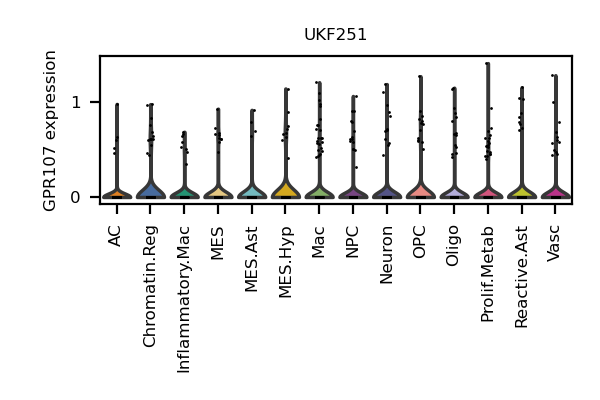 UKF251
GPR107 expression
1
0
AC
Chromatin.Reg
Inflammatory.Mac
MES
MES.Ast
MES.Hyp
Mac
NPC
Neuron
OPC
Oligo
Prolif.Metab
Reactive.Ast
Vasc